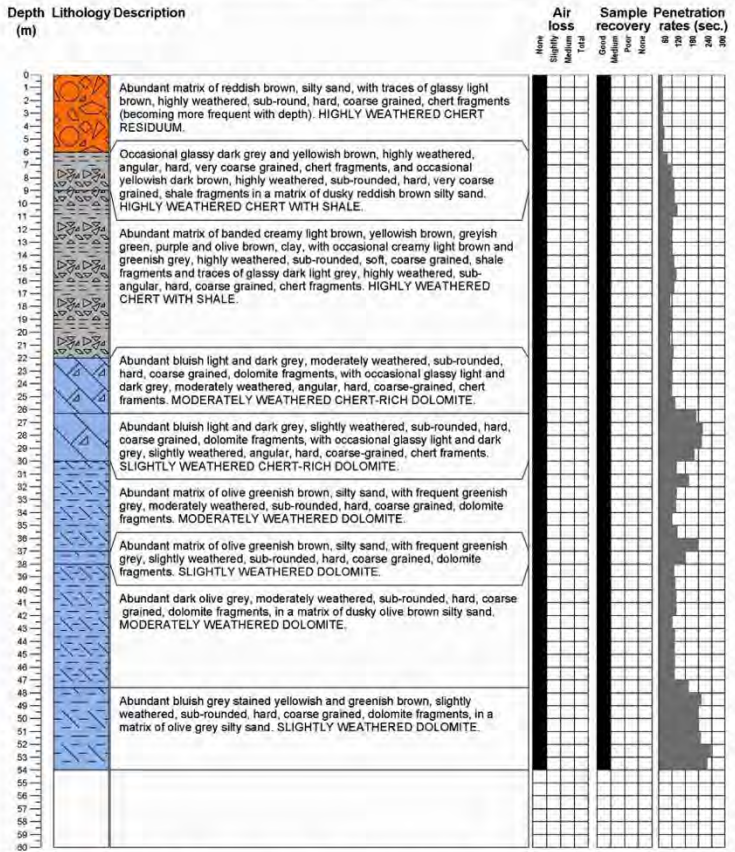 Depth Lithology Description
(m)
Air
loss
Sample
recovery
Penetration
rates (sec.)
None
Slightly
Medium
Total
Good
Medium
Poor
None
60
120
180
240
300
0
1
2
3
4
5
6
7
8
9
10
11
12
13
14
15
16
17
18
19
20
21
22
23
24
25
26
27
28
29
30
31
32
33
34
35
36
37
38
39
40
41
42
43
44
45
46
47
48
49
50
51
52
53
54
55
56
57
58
59
60
Abundant matrix of reddish brown, silty sand, with traces of glassy light
brown, highly weathered, sub-round, hard, coarse grained, chert fragments
(becoming more frequent with depth). HIGHLY WEATHERED CHERT
RESIDUUM.
Occasional glassy dark grey and yellowish brown, highly weathered,
angular, hard, very coarse grained, chert fragments, and occasional
yellowish dark brown, highly weathered, sub-rounded, hard, very coarse
grained, shale fragments in a matrix of dusky reddish brown silty sand.
HIGHLY WEATHERED CHERT WITH SHALE.
Abundant matrix of banded creamy light brown, yellowish brown, greyish
green, purple and olive brown, clay, with occasional creamy light brown and
greenish grey, highly weathered, sub-rounded, soft, coarse grained, shale
fragments and traces of glassy dark light grey, highly weathered, sub-
angular, hard, coarse grained, chert fragments. HIGHLY WEATHERED
CHERT WITH SHALE.
Abundant bluish light and dark grey, moderately weathered, sub-rounded,
hard, coarse grained, dolomite fragments, with occasional glassy light and
dark grey, moderately weathered, angular, hard, coarse-grained, chert
framents. MODERATELY WEATHERED CHERT-RICH DOLOMITE.
Abundant bluish light and dark grey, slightly weathered, sub-rounded, hard,
coarse grained, dolomite fragments, with occasional glassy light and dark
grey, slightly weathered, angular, hard, coarse-grained, chert framents.
SLIGHTLY WEATHERED CHERT-RICH DOLOMITE.
Abundant matrix of olive greenish brown, silty sand, with frequent greenish
grey, moderately weathered, sub-rounded, hard, coarse grained, dolomite
fragments. MODERATELY WEATHERED DOLOMITE.
Abundant matrix of olive greenish brown, silty sand, with frequent greenish
grey, slightly weathered, sub-rounded, hard, coarse grained, dolomite
fragments. SLIGHTLY WEATHERED DOLOMITE.
Abundant dark olive grey, moderately weathered, sub-rounded, hard, coarse
grained, dolomite fragments, in a matrix of dusky olive brown silty sand.
MODERATELY WEATHERED DOLOMITE.
Abundant bluish grey stained yellowish and greenish brown, slightly
weathered, sub-rounded, hard, coarse grained, dolomite fragments, in a
matrix of olive grey silty sand. SLIGHTLY WEATHERED DOLOMITE.